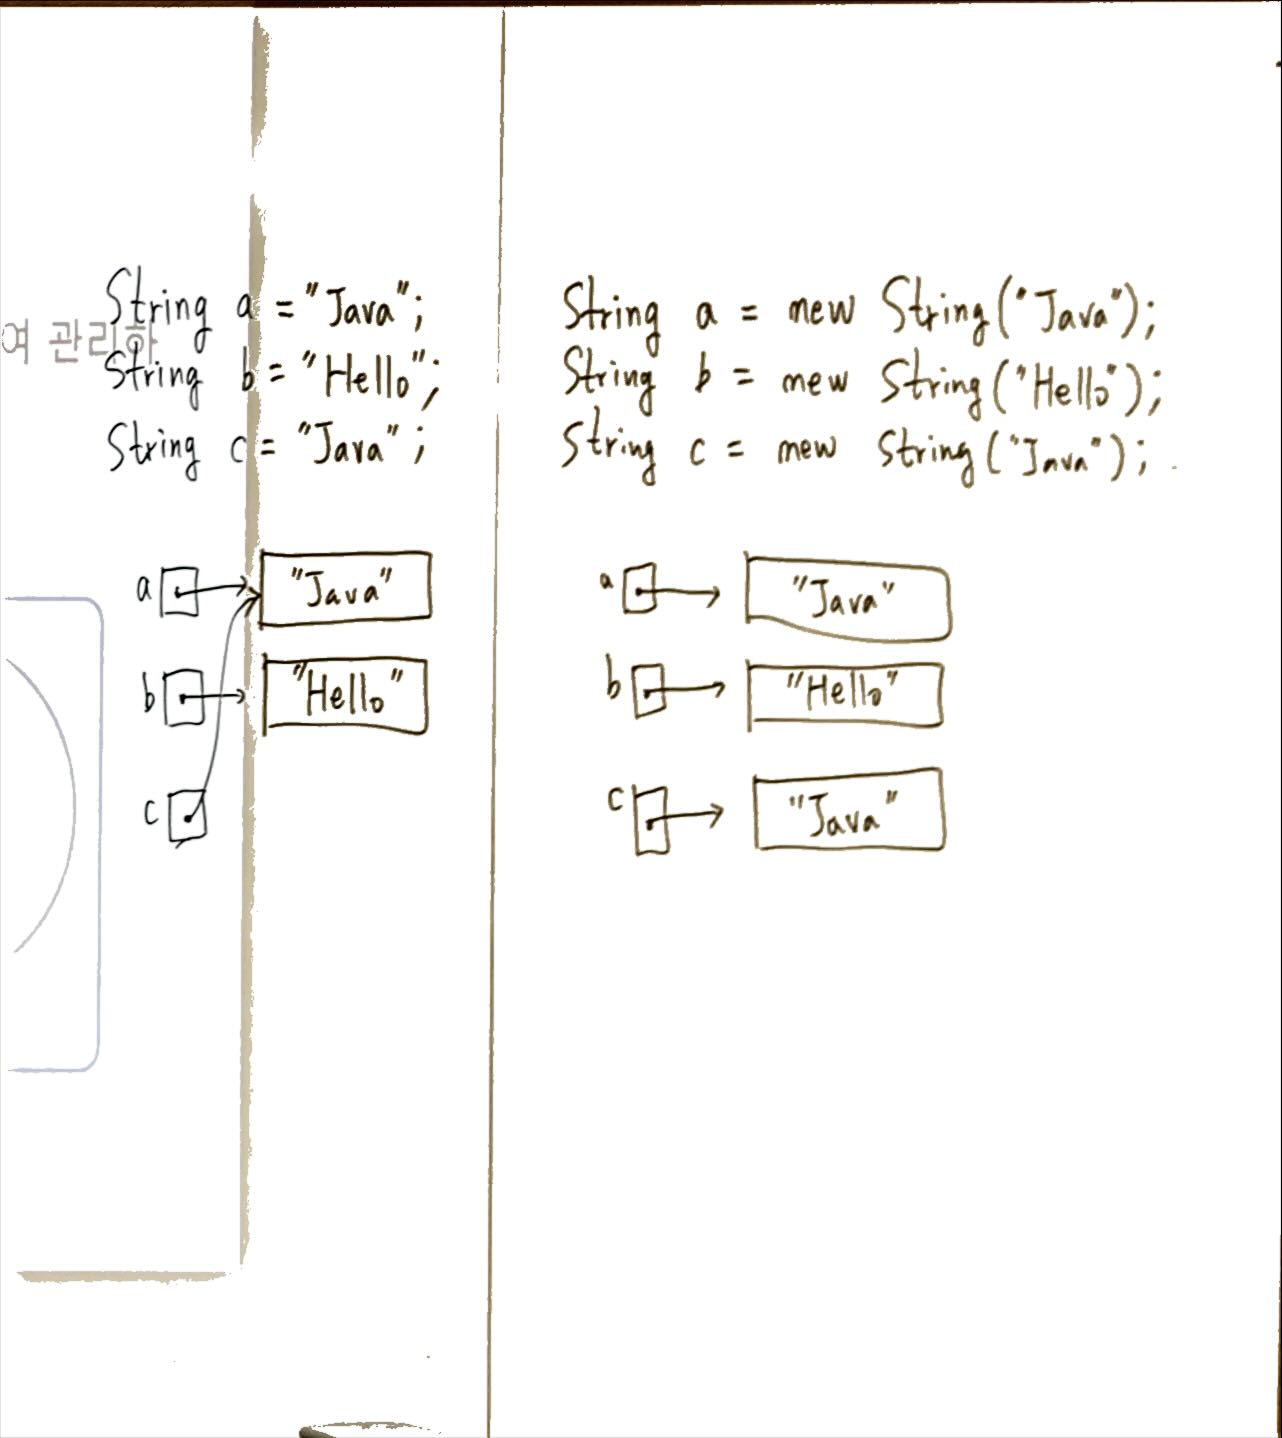 String a = "Java";
String b = "Hello";
String c = "Java";
a "Java"
b "Hello"
c
String a = new String("Java");
String b = new String("Hello");
String c = new String("Java");
a "Java"
b "Hello"
c "Java"
여 관리하